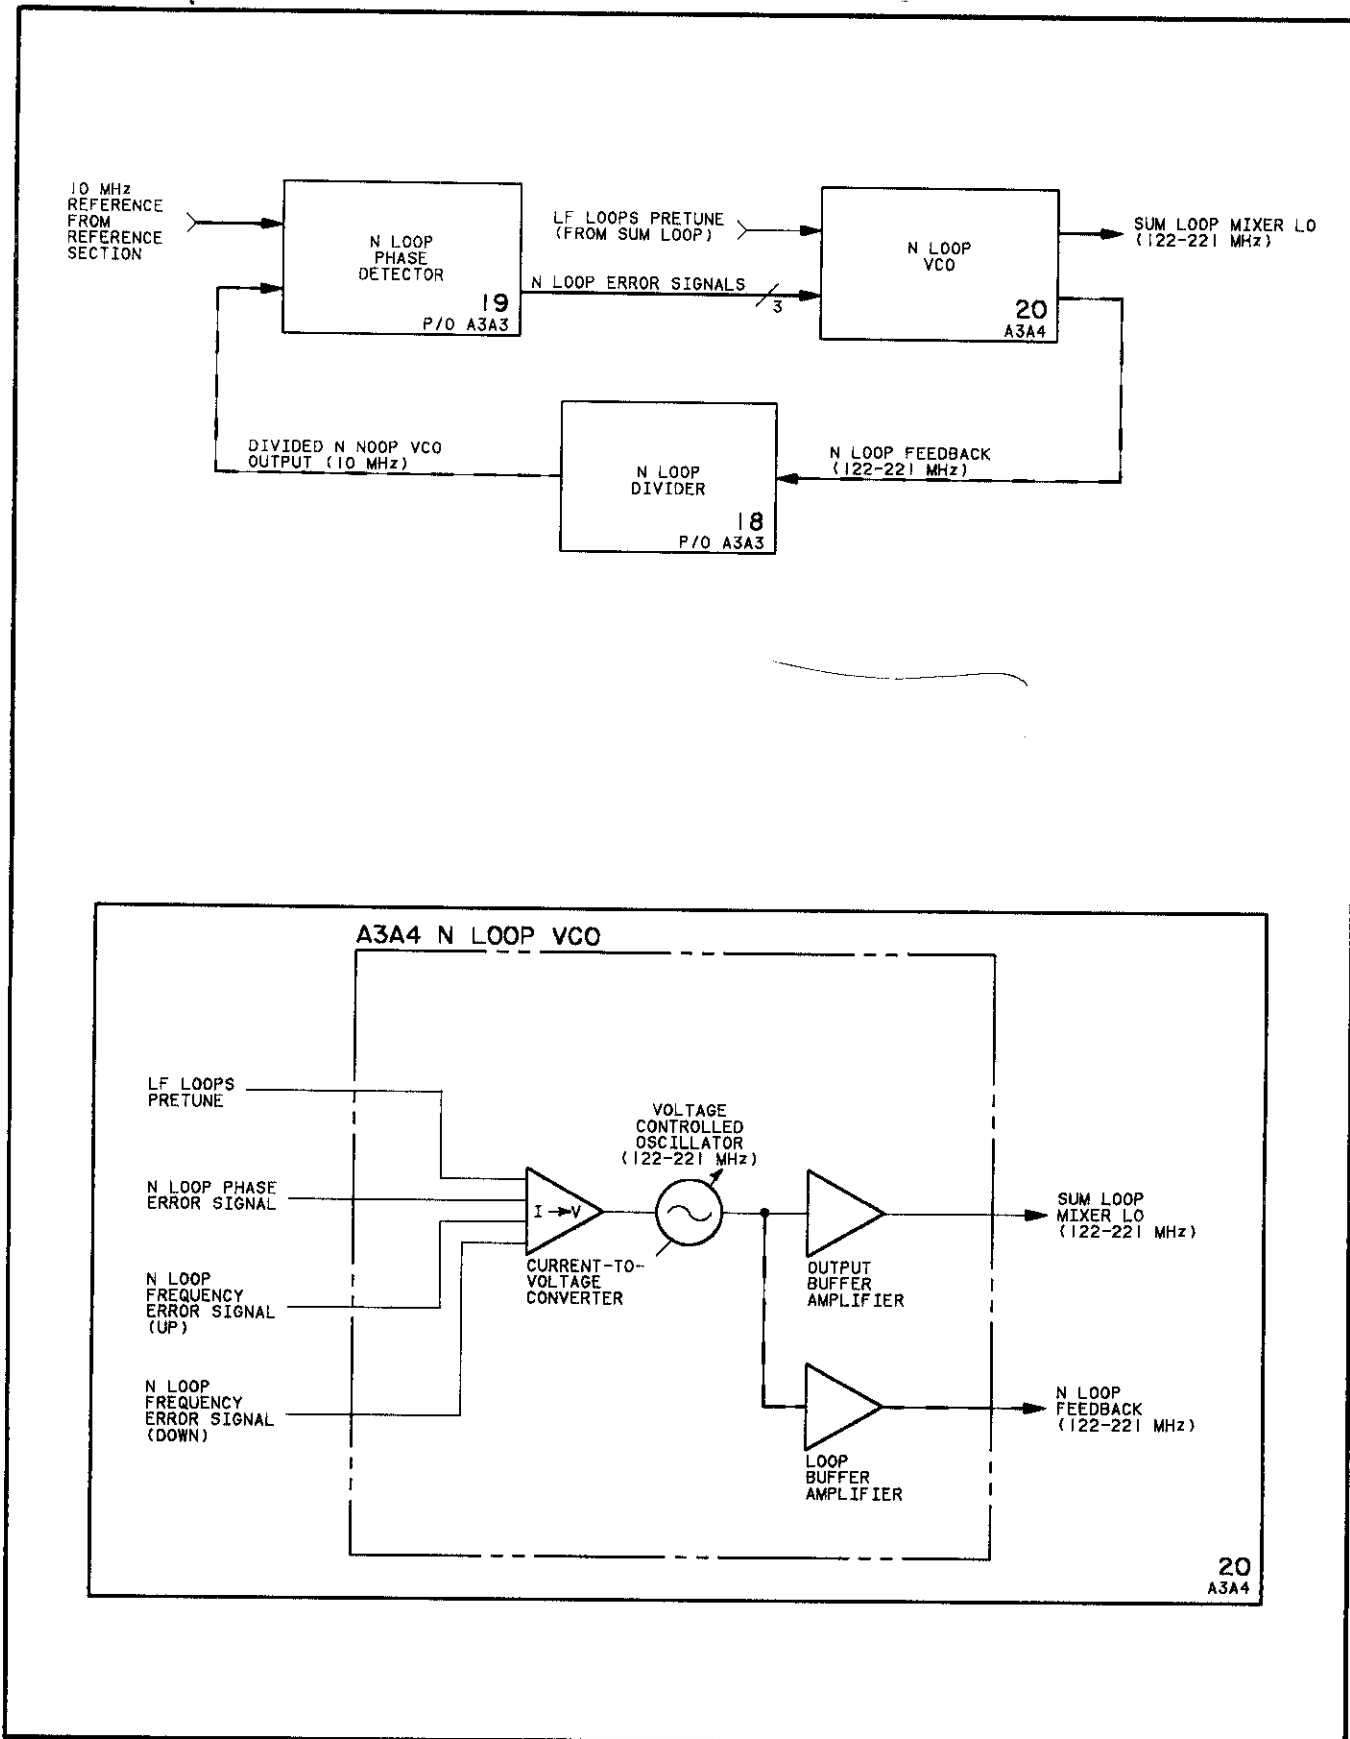 10 MHz
REFERENCE
FROM
REFERENCE
SECTION
N LOOP
PHASE
DETECTOR
19
P/O A3A3
LF LOOPS PRETUNE
(FROM SUM LOOP)
N LOOP ERROR SIGNALS
3
N LOOP
VCO
20
A3A4
SUM LOOP MIXER LO
(122-221 MHz)
DIVIDED N NOOP VCO
OUTPUT (10 MHz)
N LOOP
DIVIDER
18
P/O A3A3
N LOOP FEEDBACK
(122-221 MHz)
A3A4 N LOOP VCO
LF LOOPS
PRETUNE
N LOOP PHASE
ERROR SIGNAL
N LOOP
FREQUENCY
ERROR SIGNAL
(UP)
N LOOP
FREQUENCY
ERROR SIGNAL
(DOWN)
I→V
CURRENT-TO-
VOLTAGE
CONVERTER
VOLTAGE
CONTROLLED
OSCILLATOR
(122-221 MHz)
OUTPUT
BUFFER
AMPLIFIER
LOOP
BUFFER
AMPLIFIER
SUM LOOP
MIXER LO
(122-221 MHz)
N LOOP
FEEDBACK
(122-221 MHz)
20
A3A4